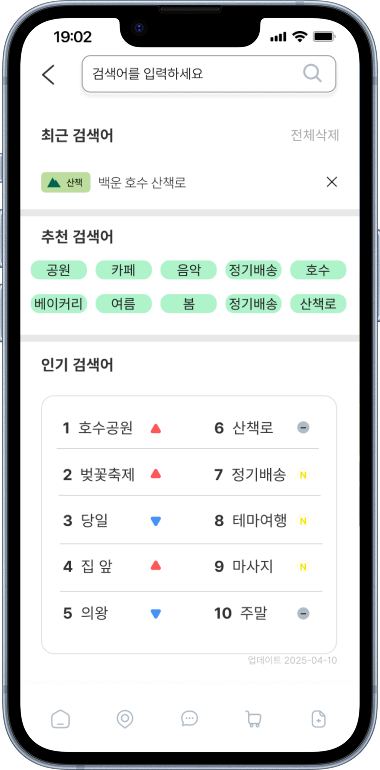 19:02
검색어를 입력하세요
최근 검색어 전체삭제
산책 백운 호수 산책로
추천 검색어
공원 카페 음악 정기배송 호수
베이커리 여름 봄 정기배송 산책로
인기 검색어
1 호수공원 6 산책로
2 벚꽃축제 7 정기배송 N
3 당일 8 테마여행 N
4 집 앞 9 마사지 N
5 의왕 10 주말
업데이트 2025-04-10